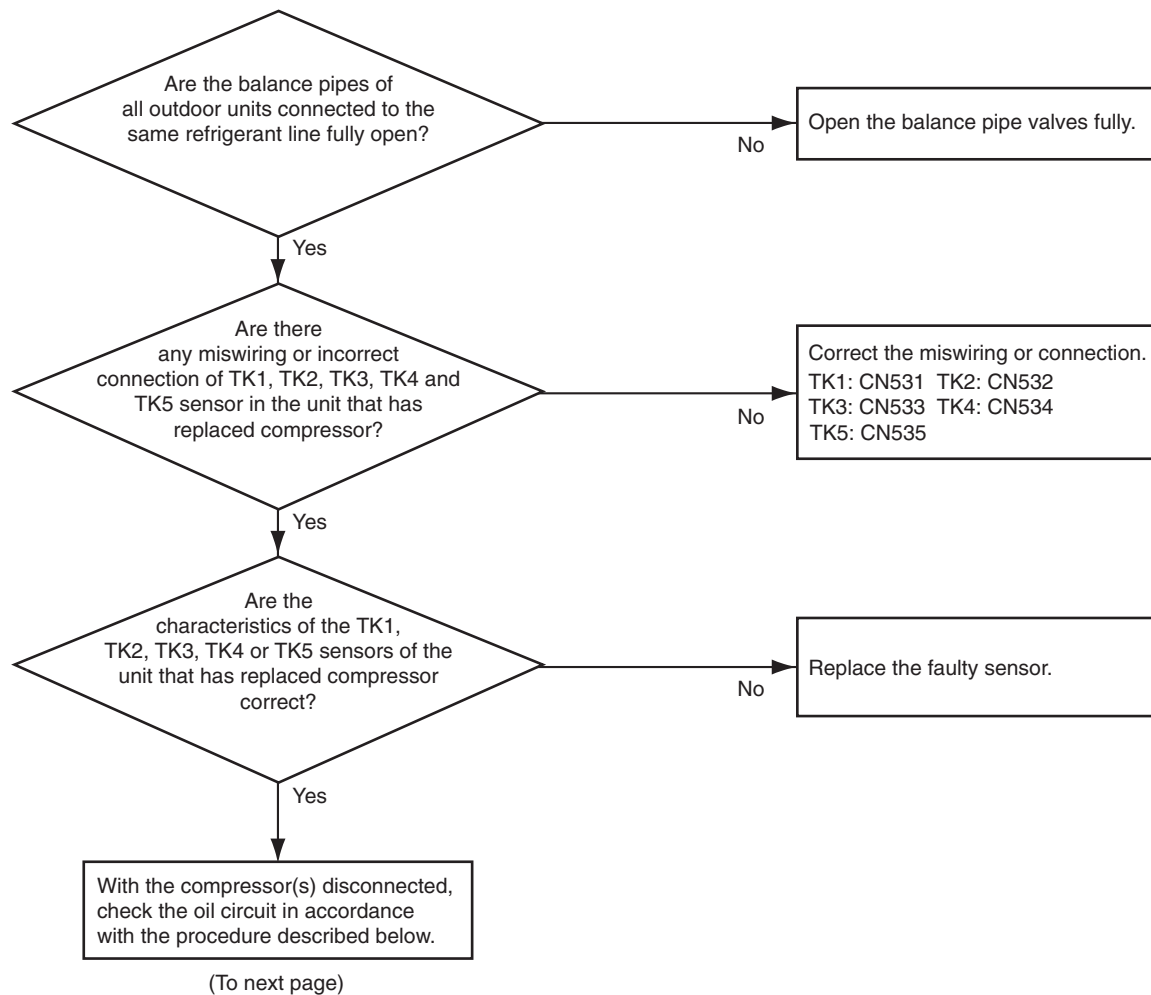 Are the balance pipes of
all outdoor units connected to the
same refrigerant line fully open?
No
Open the balance pipe valves fully.
Yes
Are there
any miswiring or incorrect
connection of TK1, TK2, TK3, TK4 and
TK5 sensor in the unit that has
replaced compressor?
No
Correct the miswiring or connection.
TK1: CN531  TK2: CN532
TK3: CN533  TK4: CN534
TK5: CN535
Yes
Are the
characteristics of the TK1,
TK2, TK3, TK4 or TK5 sensors of the
unit that has replaced compressor
correct?
No
Replace the faulty sensor.
Yes
With the compressor(s) disconnected,
check the oil circuit in accordance
with the procedure described below.
(To next page)